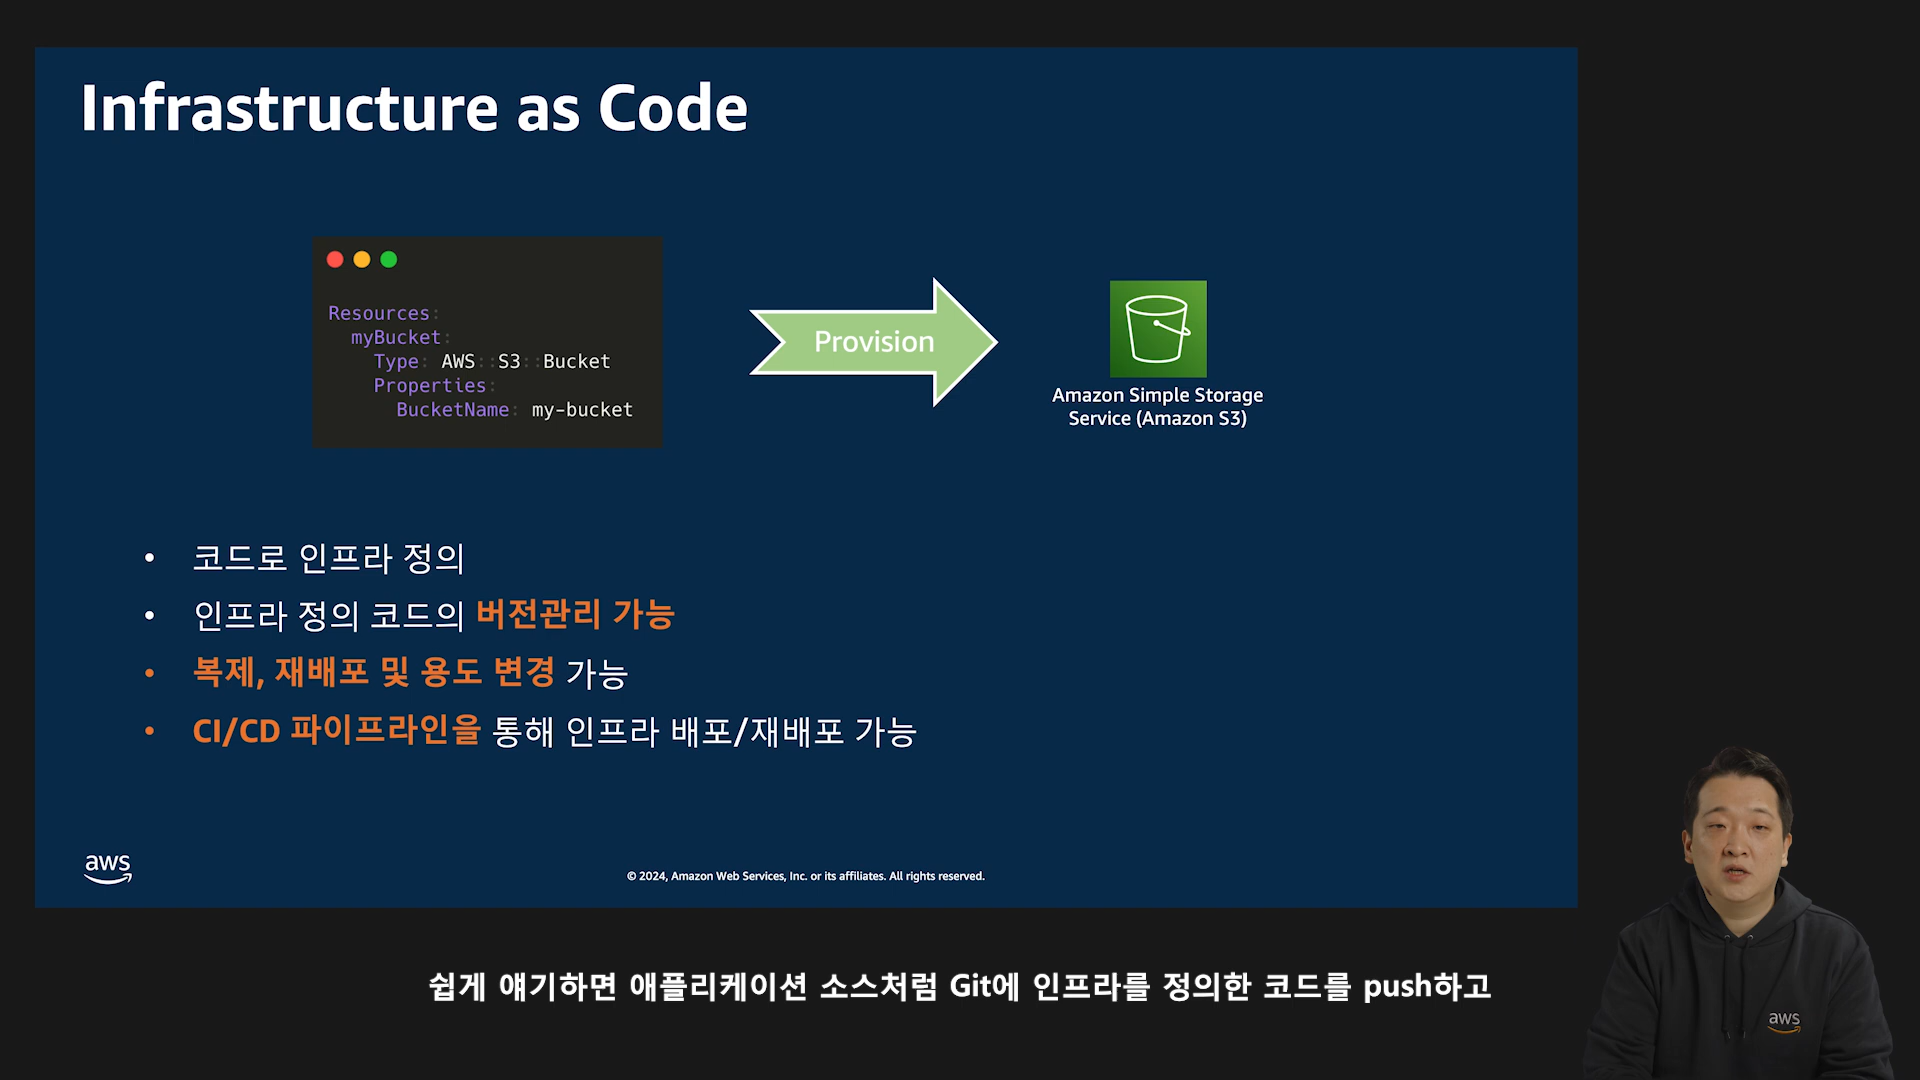 Infrastructure as Code
Resources:
myBucket:
Type: AWS::S3::Bucket
Properties:
BucketName: my-bucket
Provision
Amazon Simple Storage
Service (Amazon S3)
• 코드로 인프라 정의
• 인프라 정의 코드의 버전관리 가능
• 복제, 재배포 및 용도 변경 가능
• CI/CD 파이프라인을 통해 인프라 배포/재배포 가능
aws
© 2024, Amazon Web Services, Inc. or its affiliates. All rights reserved.
쉽게 얘기하면 애플리케이션 소스처럼 Git에 인프라를 정의한 코드를 push하고
aws